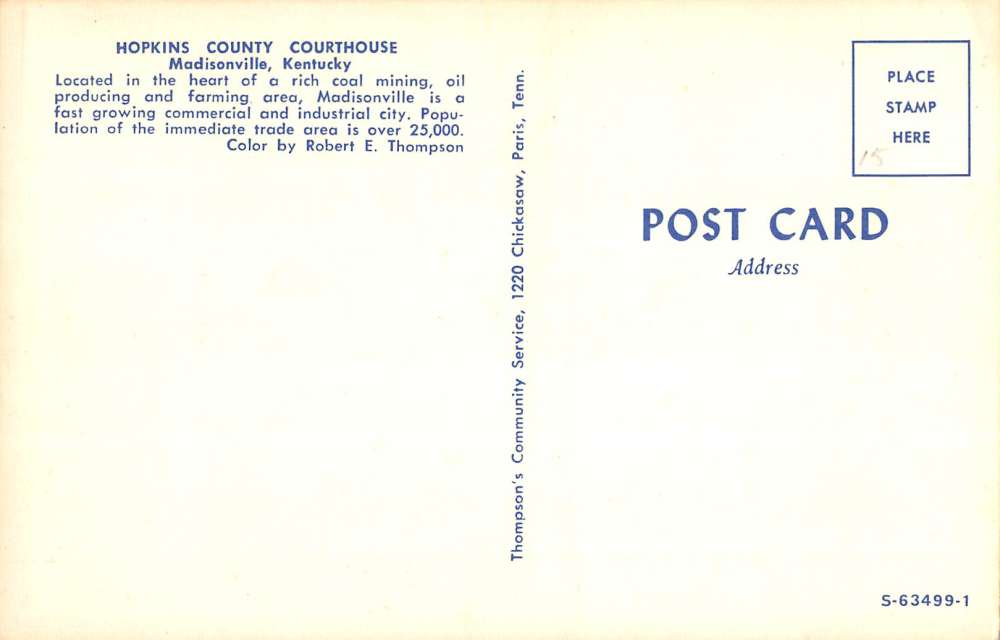 HOPKINS COUNTY COURTHOUSE
Madisonville, Kentucky
Located in the heart of a rich coal mining, oil
producing and farming area, Madisonville is a
fast growing commercial and industrial city. Popu-
lation of the immediate trade area is over 25,000.
Color by Robert E. Thompson
Thompson's Community Service, 1220 Chickasaw, Paris, Tenn.
PLACE
STAMP
HERE
15
POST CARD
Address
S-63499-1